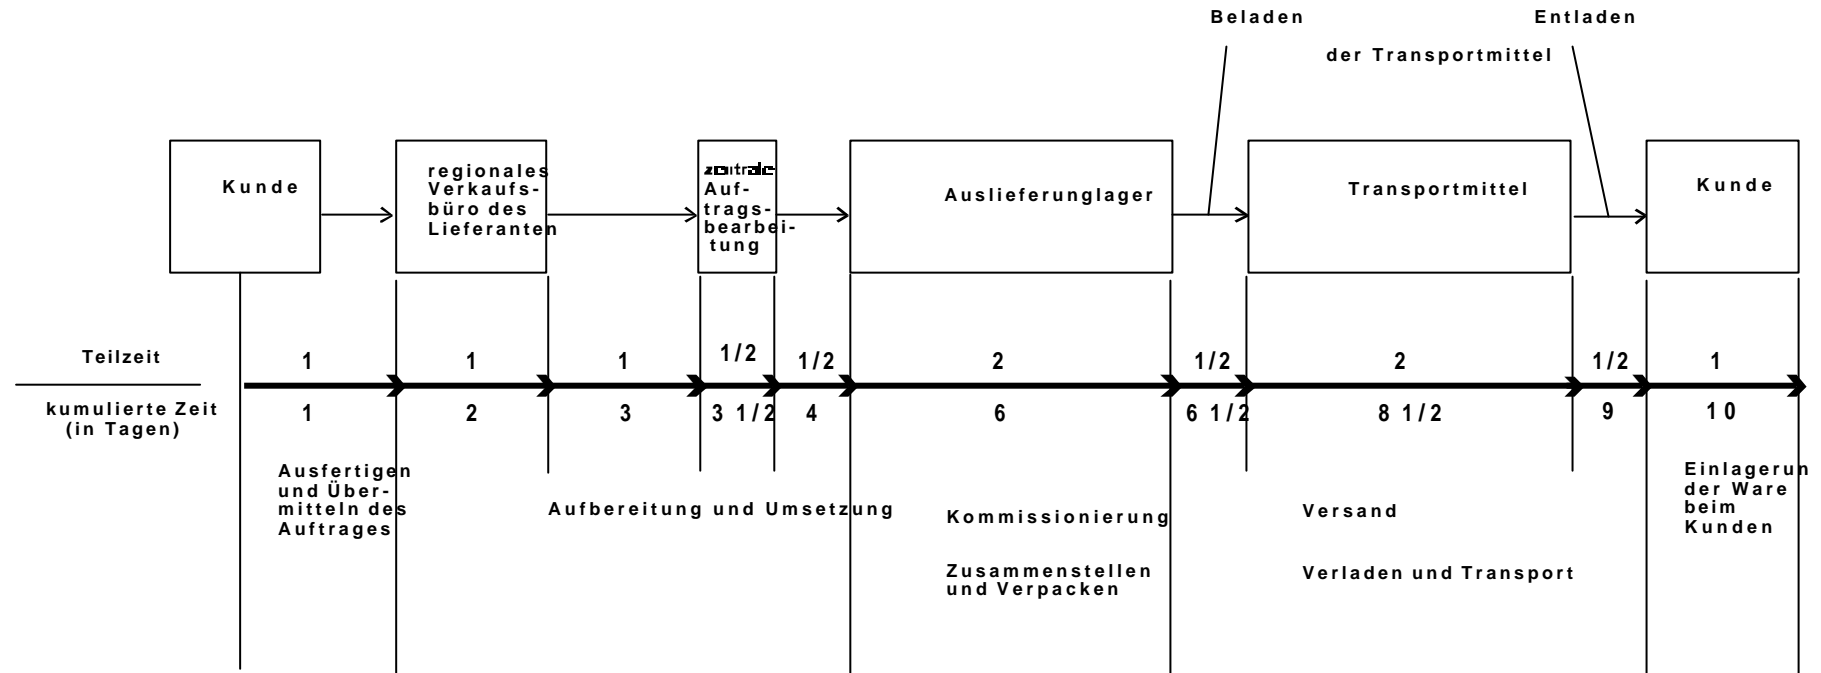 Beladen
Entladen
der Transportmittel
Kunde
regionales
Verkaufs-
büro des
Lieferanten
zentrale
Auf-
trags-
bearbei-
tung
Auslieferunglager
Transportmittel
Kunde
Teilzeit
1
1
1
1/2
1/2
2
1/2
2
1/2
1
kumulierte Zeit
(in Tagen)
1
2
3
3 1/2
4
6
6 1/2
8 1/2
9
10
Ausfertigen
und Über-
mitteln des
Auftrages
Aufbereitung und Umsetzung
Kommissionierung
Zusammenstellen
und Verpacken
Versand
Verladen und Transport
Einlagerun
der Ware
beim
Kunden